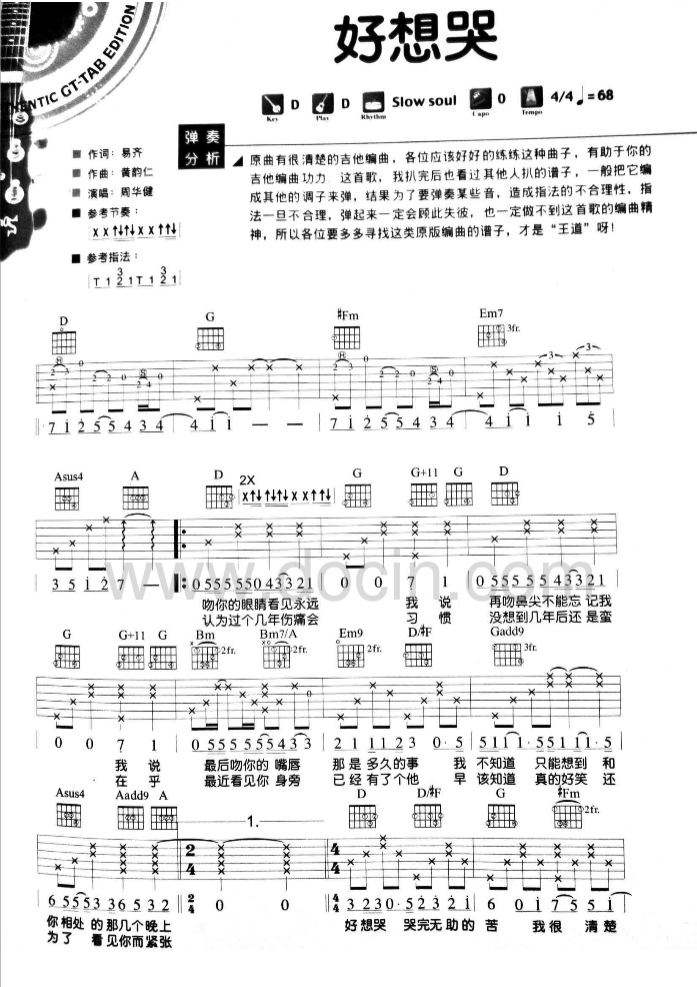 HENTIC GT-TAB EDITION
好想哭
D D Slow soul 0 4/4 ♩=68
Key Play Rhythm Capo Tempo
弹奏分析
原曲有很清楚的吉他编曲，各位应该好好的练练这种曲子，有助于你的
吉他编曲功力。这首歌，我扒完后也看过其他人扒的谱子，一般把它编
成其他的调子来弹，结果为了要弹奏某些音，造成指法的不合理性，指
法一旦不合理，弹起来一定会顾此失彼，也一定做不到这首歌的编曲精
神，所以各位要多多寻找这类原版编曲的谱子，才是“王道”呀！
■ 作词：易齐
■ 作曲：黄韵仁
■ 演唱：周华健
■ 参考节奏：
x x ↑↓↑↓ x x ↑↓
■ 参考指法：
D G #Fm Em7 3fr.
7 1 2 5 5 4 3 4 4 1 1 — — 7 1 2 5 5 4 3 4 4 1 1 1 5
Asus4 A D 2X G G+11 G D
3 5 1 2 7 — 0 5 5 5 5 5 0 4 3 3 2 1 0 0 7 1 0 5 5 5 5 5 0 4 3 3 2 1
吻你的眼睛看见永远 我 说 再吻鼻尖不能忘 记我
认为过个几年伤痛会 习 惯 没想到几年后还 是蛮
www.docin.com
G G+11 G Bm 2fr. Bm7/A 2fr. Em9 D/#F Gadd9 3fr.
0 0 7 1 0 5 5 5 5 5 5 4 3 3 2 1 1 1 2 3 0·5 5 5 1 1 1·5
我 说 最后吻你的 嘴唇 那 是 多久的事 我 不知道 只能想到 和
在 乎 最近看见你 身旁 已 经 有了个他 早 该知道 真的好笑 还
Asus4 Aadd9 A 1. D D/#F G #Fm 2fr.
6 5 5 5 3 3 6 5 3 2 2/4 0 0 4/4 3 2 3 0·5 2 3 2 1 6 0 1 7 5 5 1
你 相处 的 那几个 晚上 好想哭 哭完无助的 苦 我很 清 楚
为了 看见 你而紧张